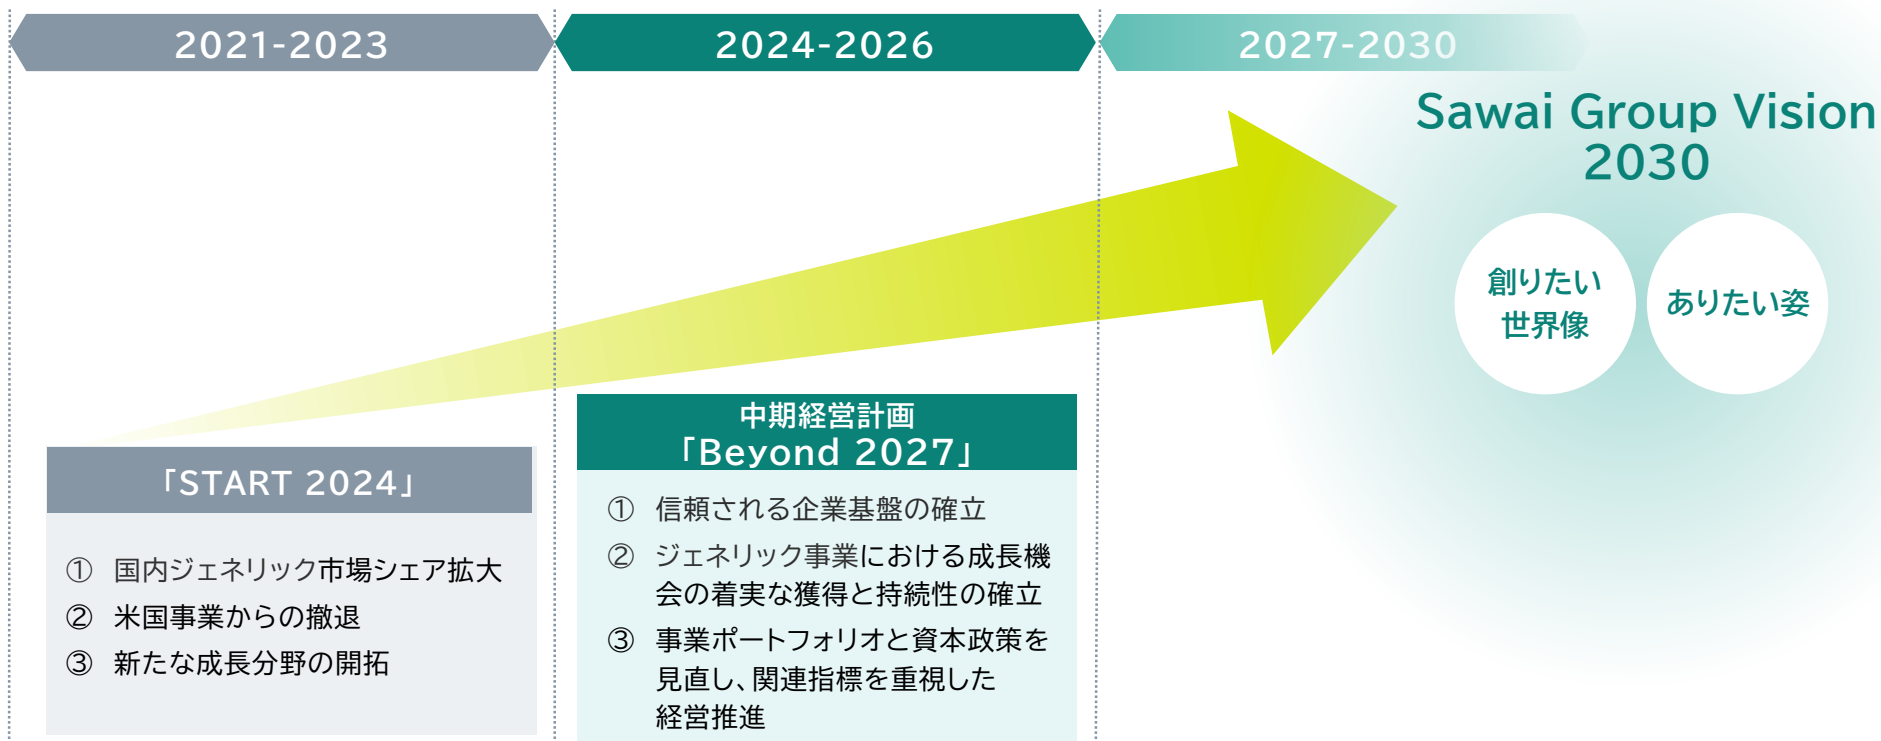 2021-2023
2024-2026
2027-2030
Sawai Group Vision
2030
創りたい
世界像
ありたい姿
「START 2024」
① 国内ジェネリック市場シェア拡大
② 米国事業からの撤退
③ 新たな成長分野の開拓
中期経営計画
「Beyond 2027」
① 信頼される企業基盤の確立
② ジェネリック事業における成長機
会の着実な獲得と持続性の確立
③ 事業ポートフォリオと資本政策を
見直し、関連指標を重視した
経営推進